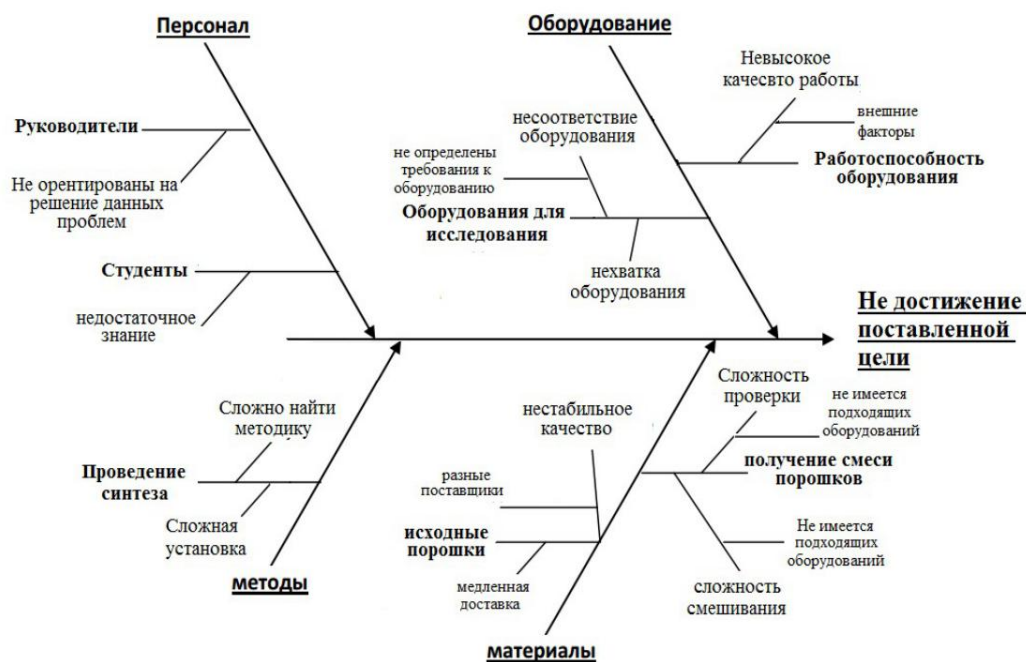 Персонал
Руководители
Не орентированы на
решение данных
проблем
Студенты
недостаточное
знание
Оборудование
Невысокое
качесвто работы
внешние
факторы
Работоспособность
оборудования
несоответствие
оборудования
не определены
требования к
оборудованию
Оборудования для
исследования
нехватка
оборудования
Не достижение
поставленной
цели
Сложно найти
методику
Проведение
синтеза
Сложная
установка
методы
нестабильное
качество
разные
поставщики
исходные
порошки
медленная
доставка
материалы
Сложность
проверки
не имеется
подходящих
оборудований
получение смеси
порошков
Не имеется
подходящих
оборудований
сложность
смешивания